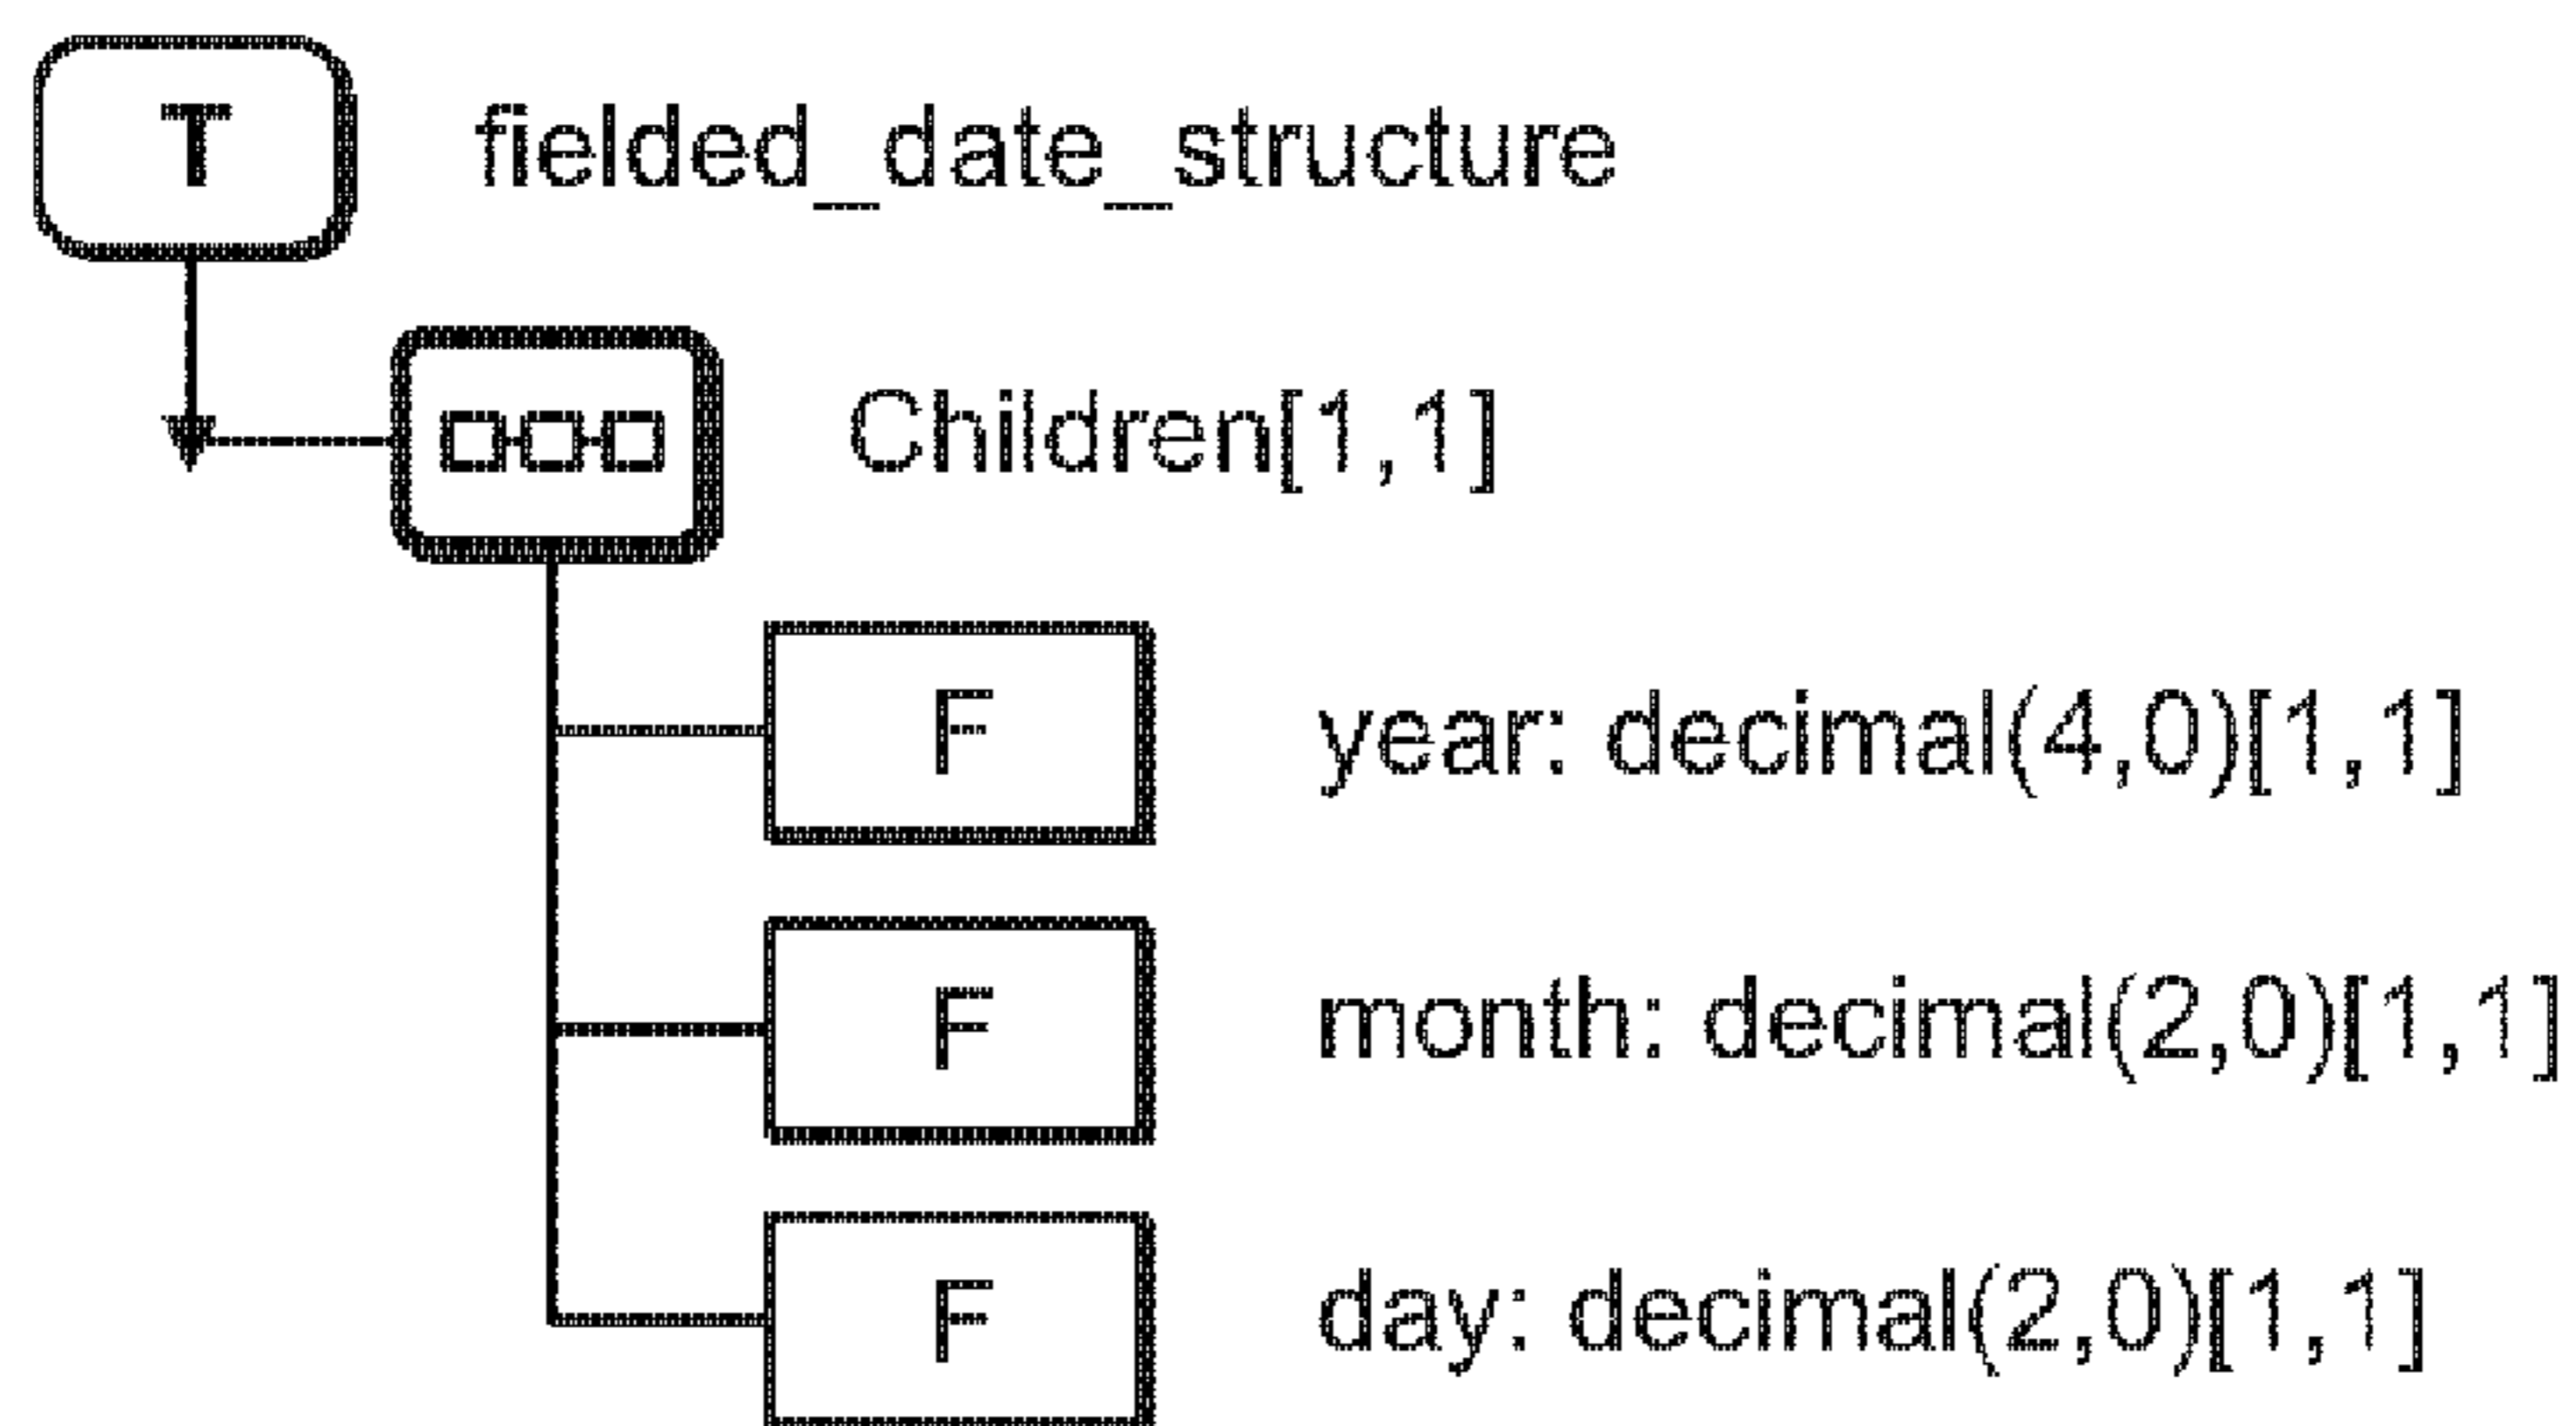 T fielded_date_structure
Children[1,1]
F year: decimal(4,0)[1,1]
F month: decimal(2,0)[1,1]
F day: decimal(2,0)[1,1]